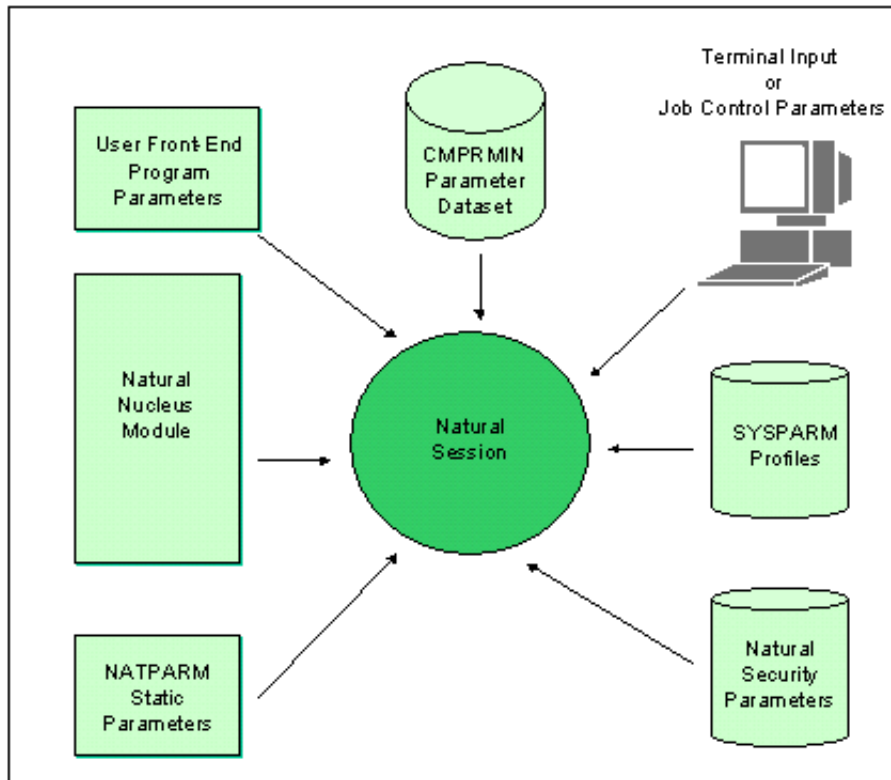 Terminal Input
or
Job Control Parameters
User Front-End
Program
Parameters
CMPRMIN
Parameter
Dataset
Natural
Nucleus
Module
Natural
Session
SYSPARM
Profiles
NATPARM
Static
Parameters
Natural
Security
Parameters